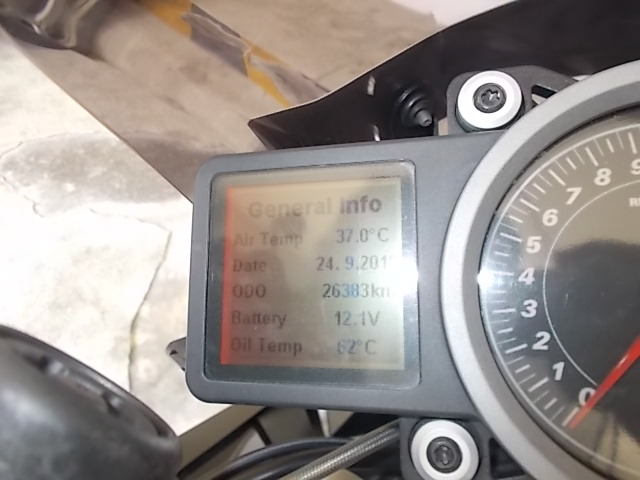 General Info
Air Temp 37.0°C
Date 24. 9.201
ODO 26383km
Battery 12.1V
Oil Temp 62°C
9
8
7
6
5
4
3
2
1
0